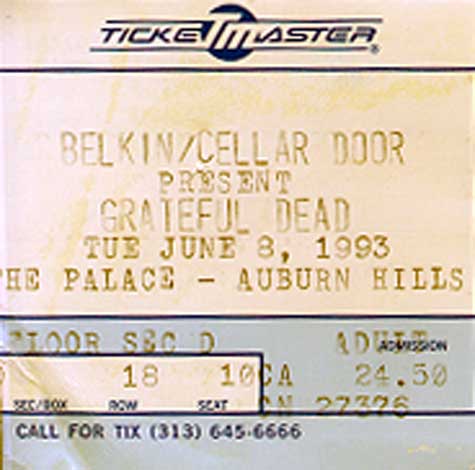 TICKETMASTER®
BELKIN/CELLAR DOOR
PRESENT
GRATEFUL DEAD
TUE JUNE 8, 1993
THE PALACE - AUBURN HILLS
FLOOR SEC D ADULT
ADMISSION
18 10 CA 24.50
SEC/BOX ROW SEAT CN 27376
CALL FOR TIX (313) 645-6666